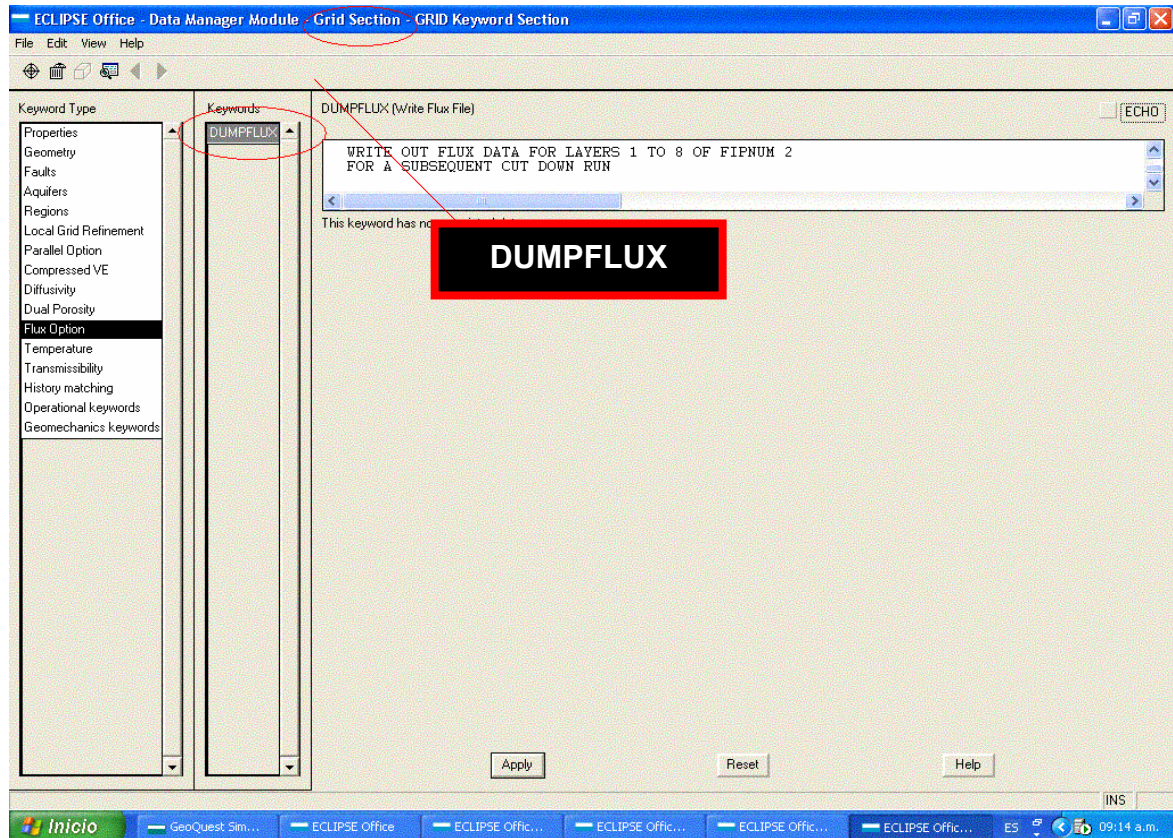 ECLIPSE Office - Data Manager Module - Grid Section - GRID Keyword Section
File Edit View Help
Keyword Type
Properties
Geometry
Faults
Aquifers
Regions
Local Grid Refinement
Parallel Option
Compressed VE
Diffusivity
Dual Porosity
Flux Option
Temperature
Transmissibility
History matching
Operational keywords
Geomechanics keywords
Keywords
DUMPFLUX
DUMPFLUX (Write Flux File)
ECHO
WRITE OUT FLUX DATA FOR LAYERS 1 TO 8 OF FIPNUM 2
FOR A SUBSEQUENT CUT DOWN RUN
This keyword has no
DUMPFLUX
Apply Reset Help
INS
Inicio GeoQuest Sim... ECLIPSE Office ECLIPSE Offic... ECLIPSE Offic... ECLIPSE Offic... ECLIPSE Offic... ES 09:14 a.m.